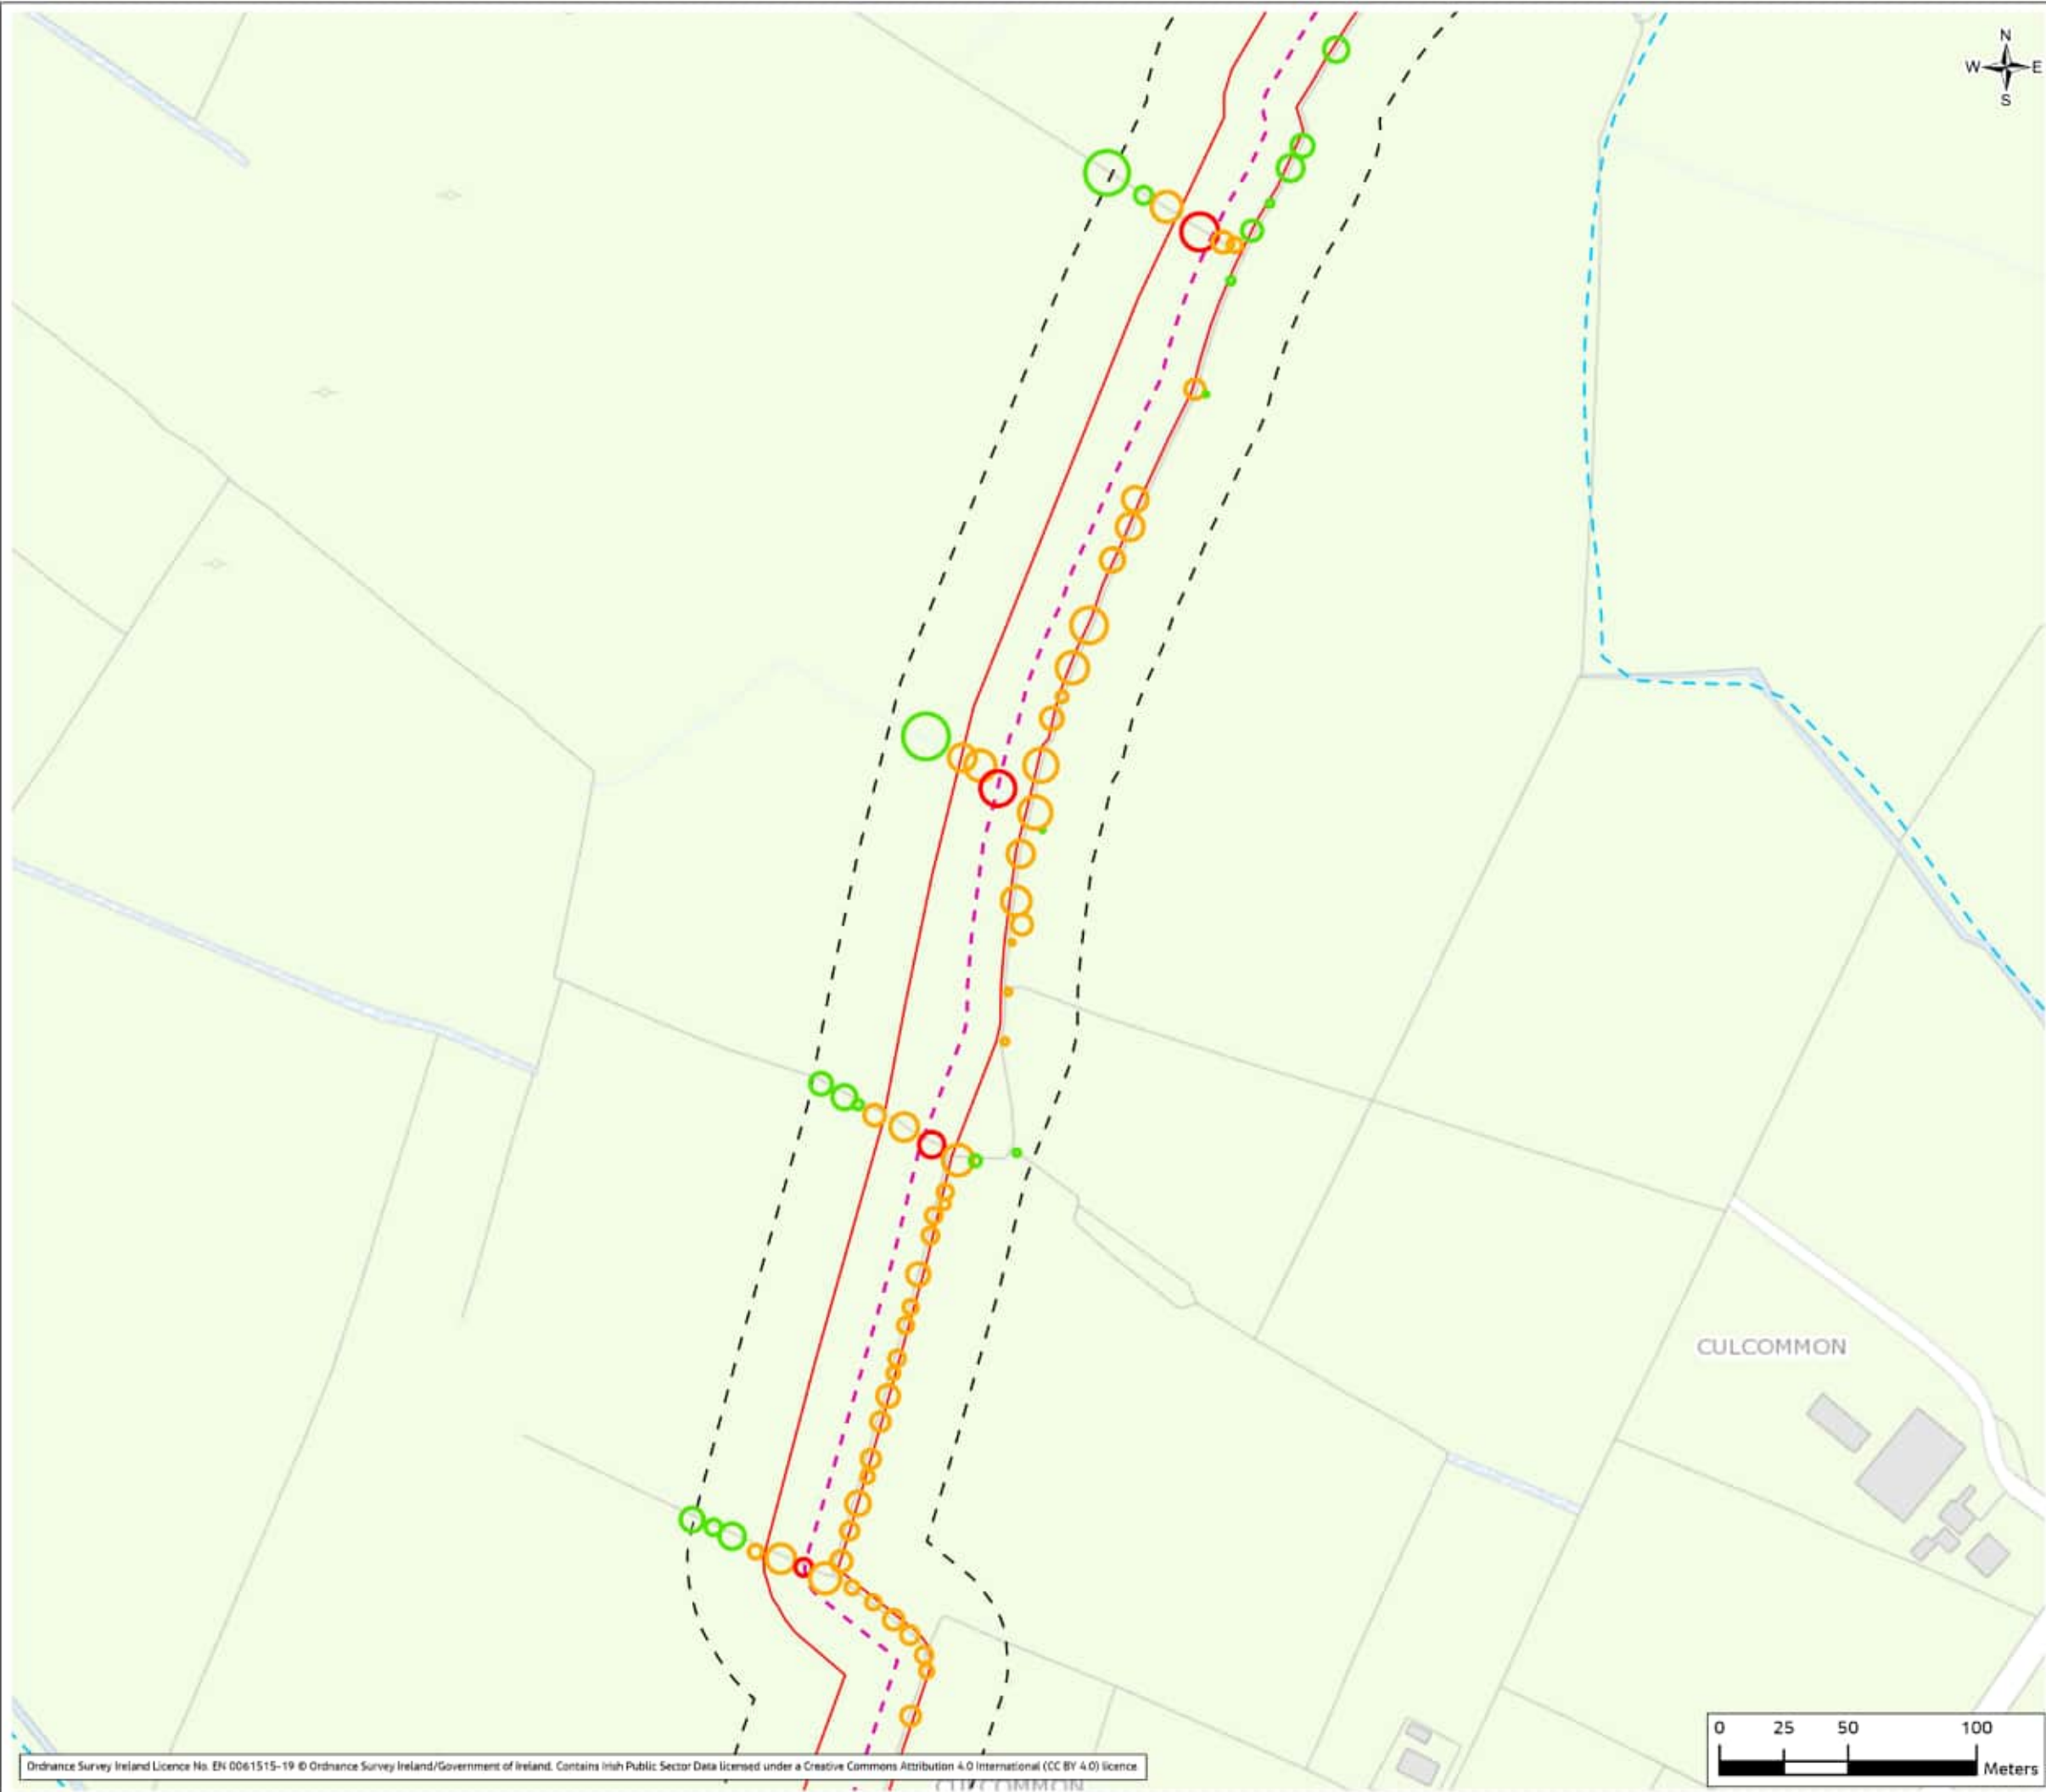 N
W E
S
CULCOMMON
0 25 50 100
Meters
Ordnance Survey Ireland Licence No. EN 0061515-19 © Ordnance Survey Ireland/Government of Ireland. Contains Irish Public Sector Data licensed under a Creative Commons Attribution 4.0 International (CC BY 4.0) licence
CULCOMMON